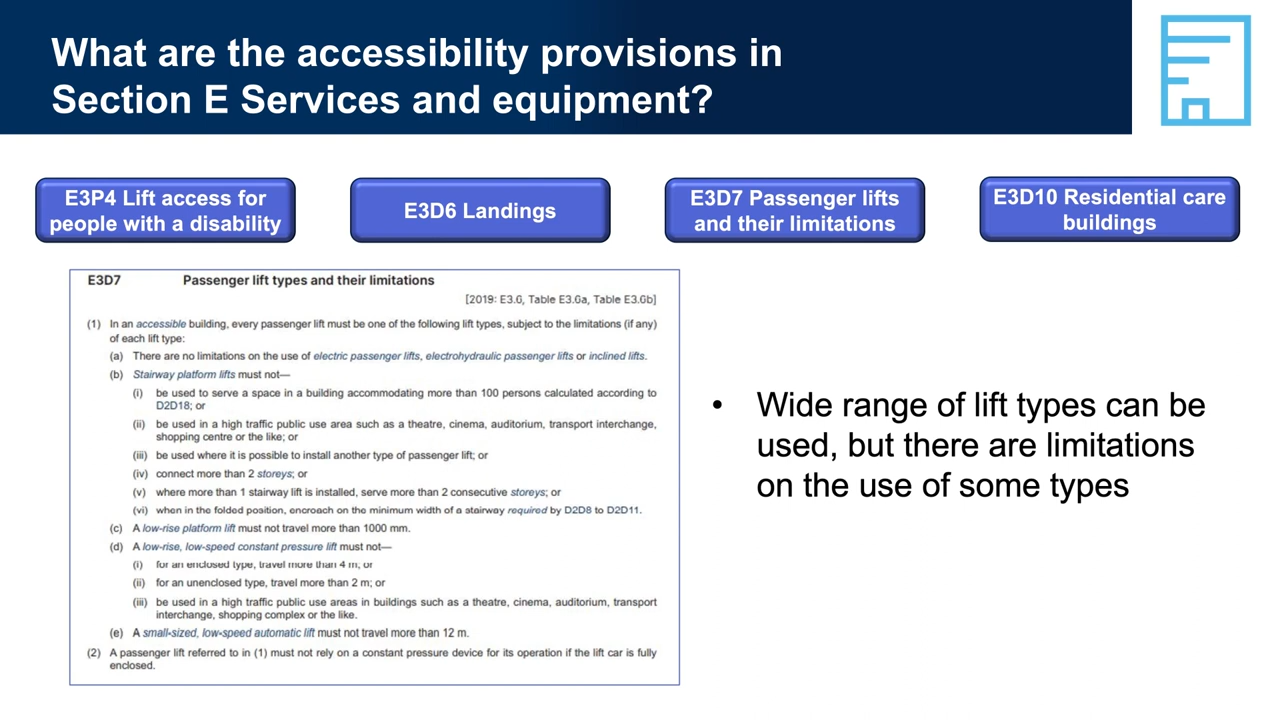 What are the accessibility provisions in
Section E Services and equipment?
E3P4 Lift access for
people with a disability
E3D6 Landings
E3D7 Passenger lifts
and their limitations
E3D10 Residential care
buildings
E3D7 Passenger lift types and their limitations
[2019: E3.6, Table E3.6a, Table E3.6b]
(1) In an accessible building, every passenger lift must be one of the following lift types, subject to the limitations (if any)
of each lift type:
(a) There are no limitations on the use of electric passenger lifts, electrohydraulic passenger lifts or inclined lifts.
(b) Stairway platform lifts must not—
(i) be used to serve a space in a building accommodating more than 100 persons calculated according to
D2D18; or
(ii) be used in a high traffic public use area such as a theatre, cinema, auditorium, transport interchange,
shopping centre or the like; or
(iii) be used where it is possible to install another type of passenger lift; or
(iv) connect more than 2 storeys; or
(v) where more than 1 stairway lift is installed, serve more than 2 consecutive storeys; or
(vi) when in the folded position, encroach on the minimum width of a stairway required by D2D8 to D2D11.
(c) A low-rise platform lift must not travel more than 1000 mm.
(d) A low-rise, low-speed constant pressure lift must not—
(i) for an enclosed type, travel more than 4 m; or
(ii) for an unenclosed type, travel more than 2 m; or
(iii) be used in a high traffic public use areas in buildings such as a theatre, cinema, auditorium, transport
interchange, shopping complex or the like.
(e) A small-sized, low-speed automatic lift must not travel more than 12 m.
(2) A passenger lift referred to in (1) must not rely on a constant pressure device for its operation if the lift car is fully
enclosed.
• Wide range of lift types can be
used, but there are limitations
on the use of some types